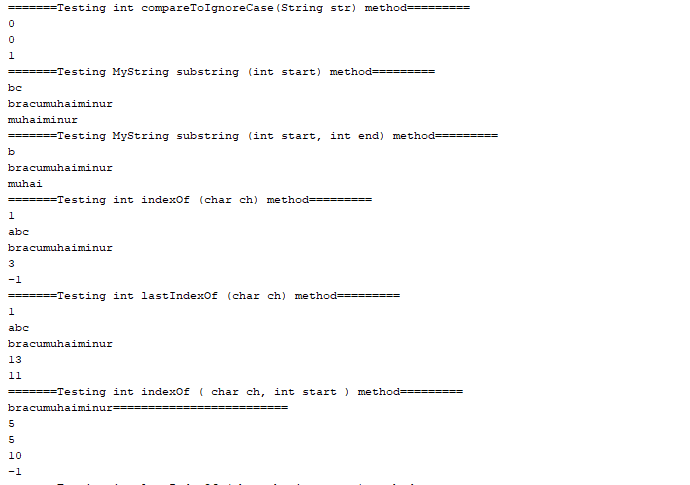 =======Testing int compareToIgnoreCase(String str) method=========
0
0
1
=======Testing MyString substring (int start) method=========
bc
bracumuhaiminur
muhaiminur
=======Testing MyString substring (int start, int end) method=========
b
bracumuhaiminur
muhai
=======Testing int indexOf (char ch) method=========
1
abc
bracumuhaiminur
3
-1
=======Testing int lastIndexOf (char ch) method=========
1
abc
bracumuhaiminur
13
11
=======Testing int indexOf ( char ch, int start ) method=========
bracumuhaiminur=========================
5
5
10
-1